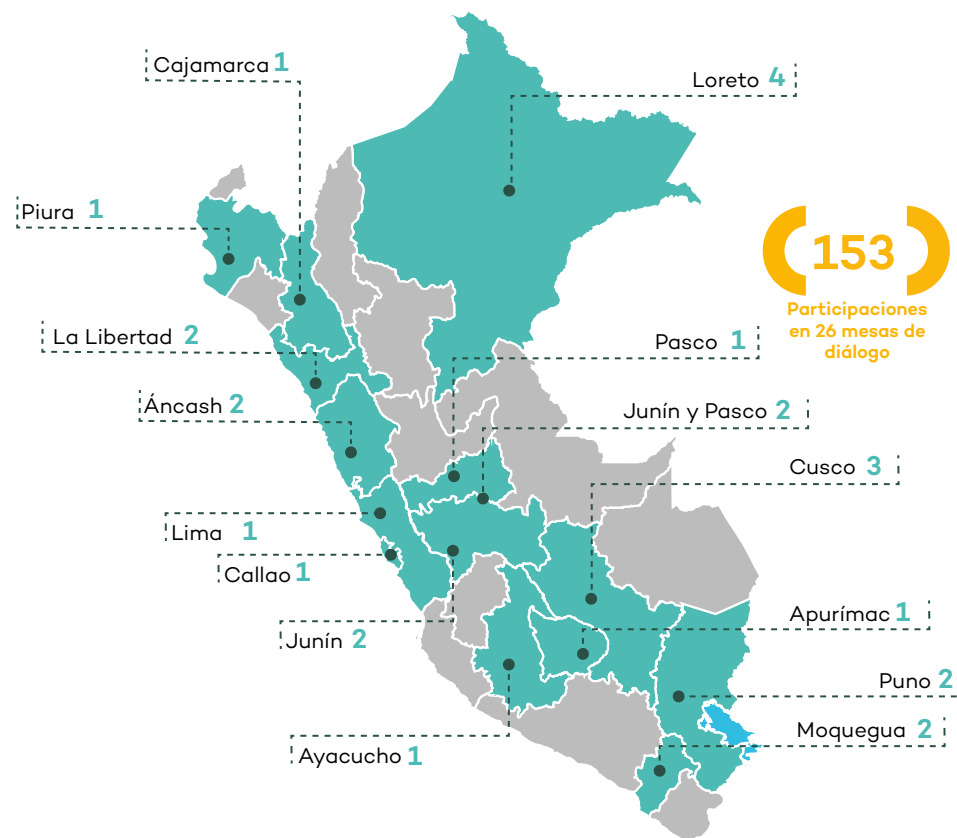 Cajamarca 1
Loreto 4
Piura 1
153
Participaciones
en 26 mesas de
diálogo
La Libertad 2
Pasco 1
Áncash 2
Junín y Pasco 2
Cusco 3
Lima 1
Callao 1
Apurímac 1
Junín 2
Puno 2
Moquegua 2
Ayacucho 1